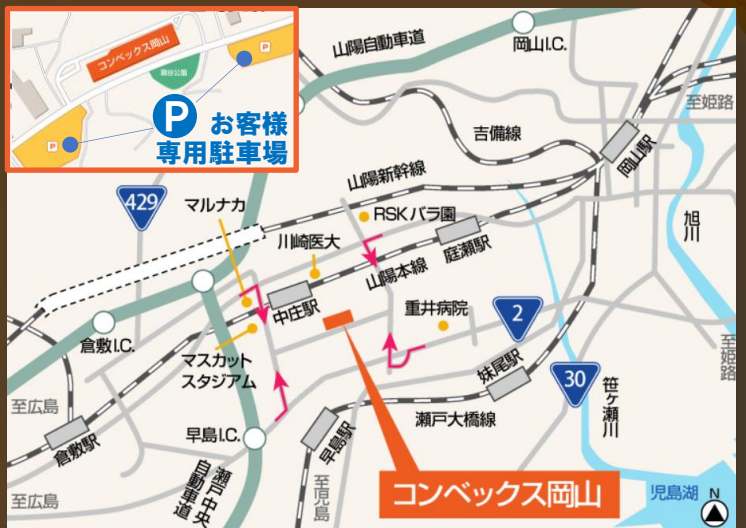 コンベックス岡山
P
鶴谷公園
P
P お客様
専用駐車場
山陽自動車道
岡山I.C.
至姫路
吉備線
岡山駅
山陽新幹線
429
マルナカ
RSKバラ園
旭川
川崎医大
庭瀬駅
山陽本線
中庄駅
重井病院
2
倉敷I.C.
マスカット
スタジアム
妹尾駅
至姫路
30
笹ヶ瀬川
至広島
瀬戸大橋線
倉敷駅
早島I.C.
早島駅
瀬戸中央
自動車道
至児島
コンベックス岡山
児島湖
N
至広島